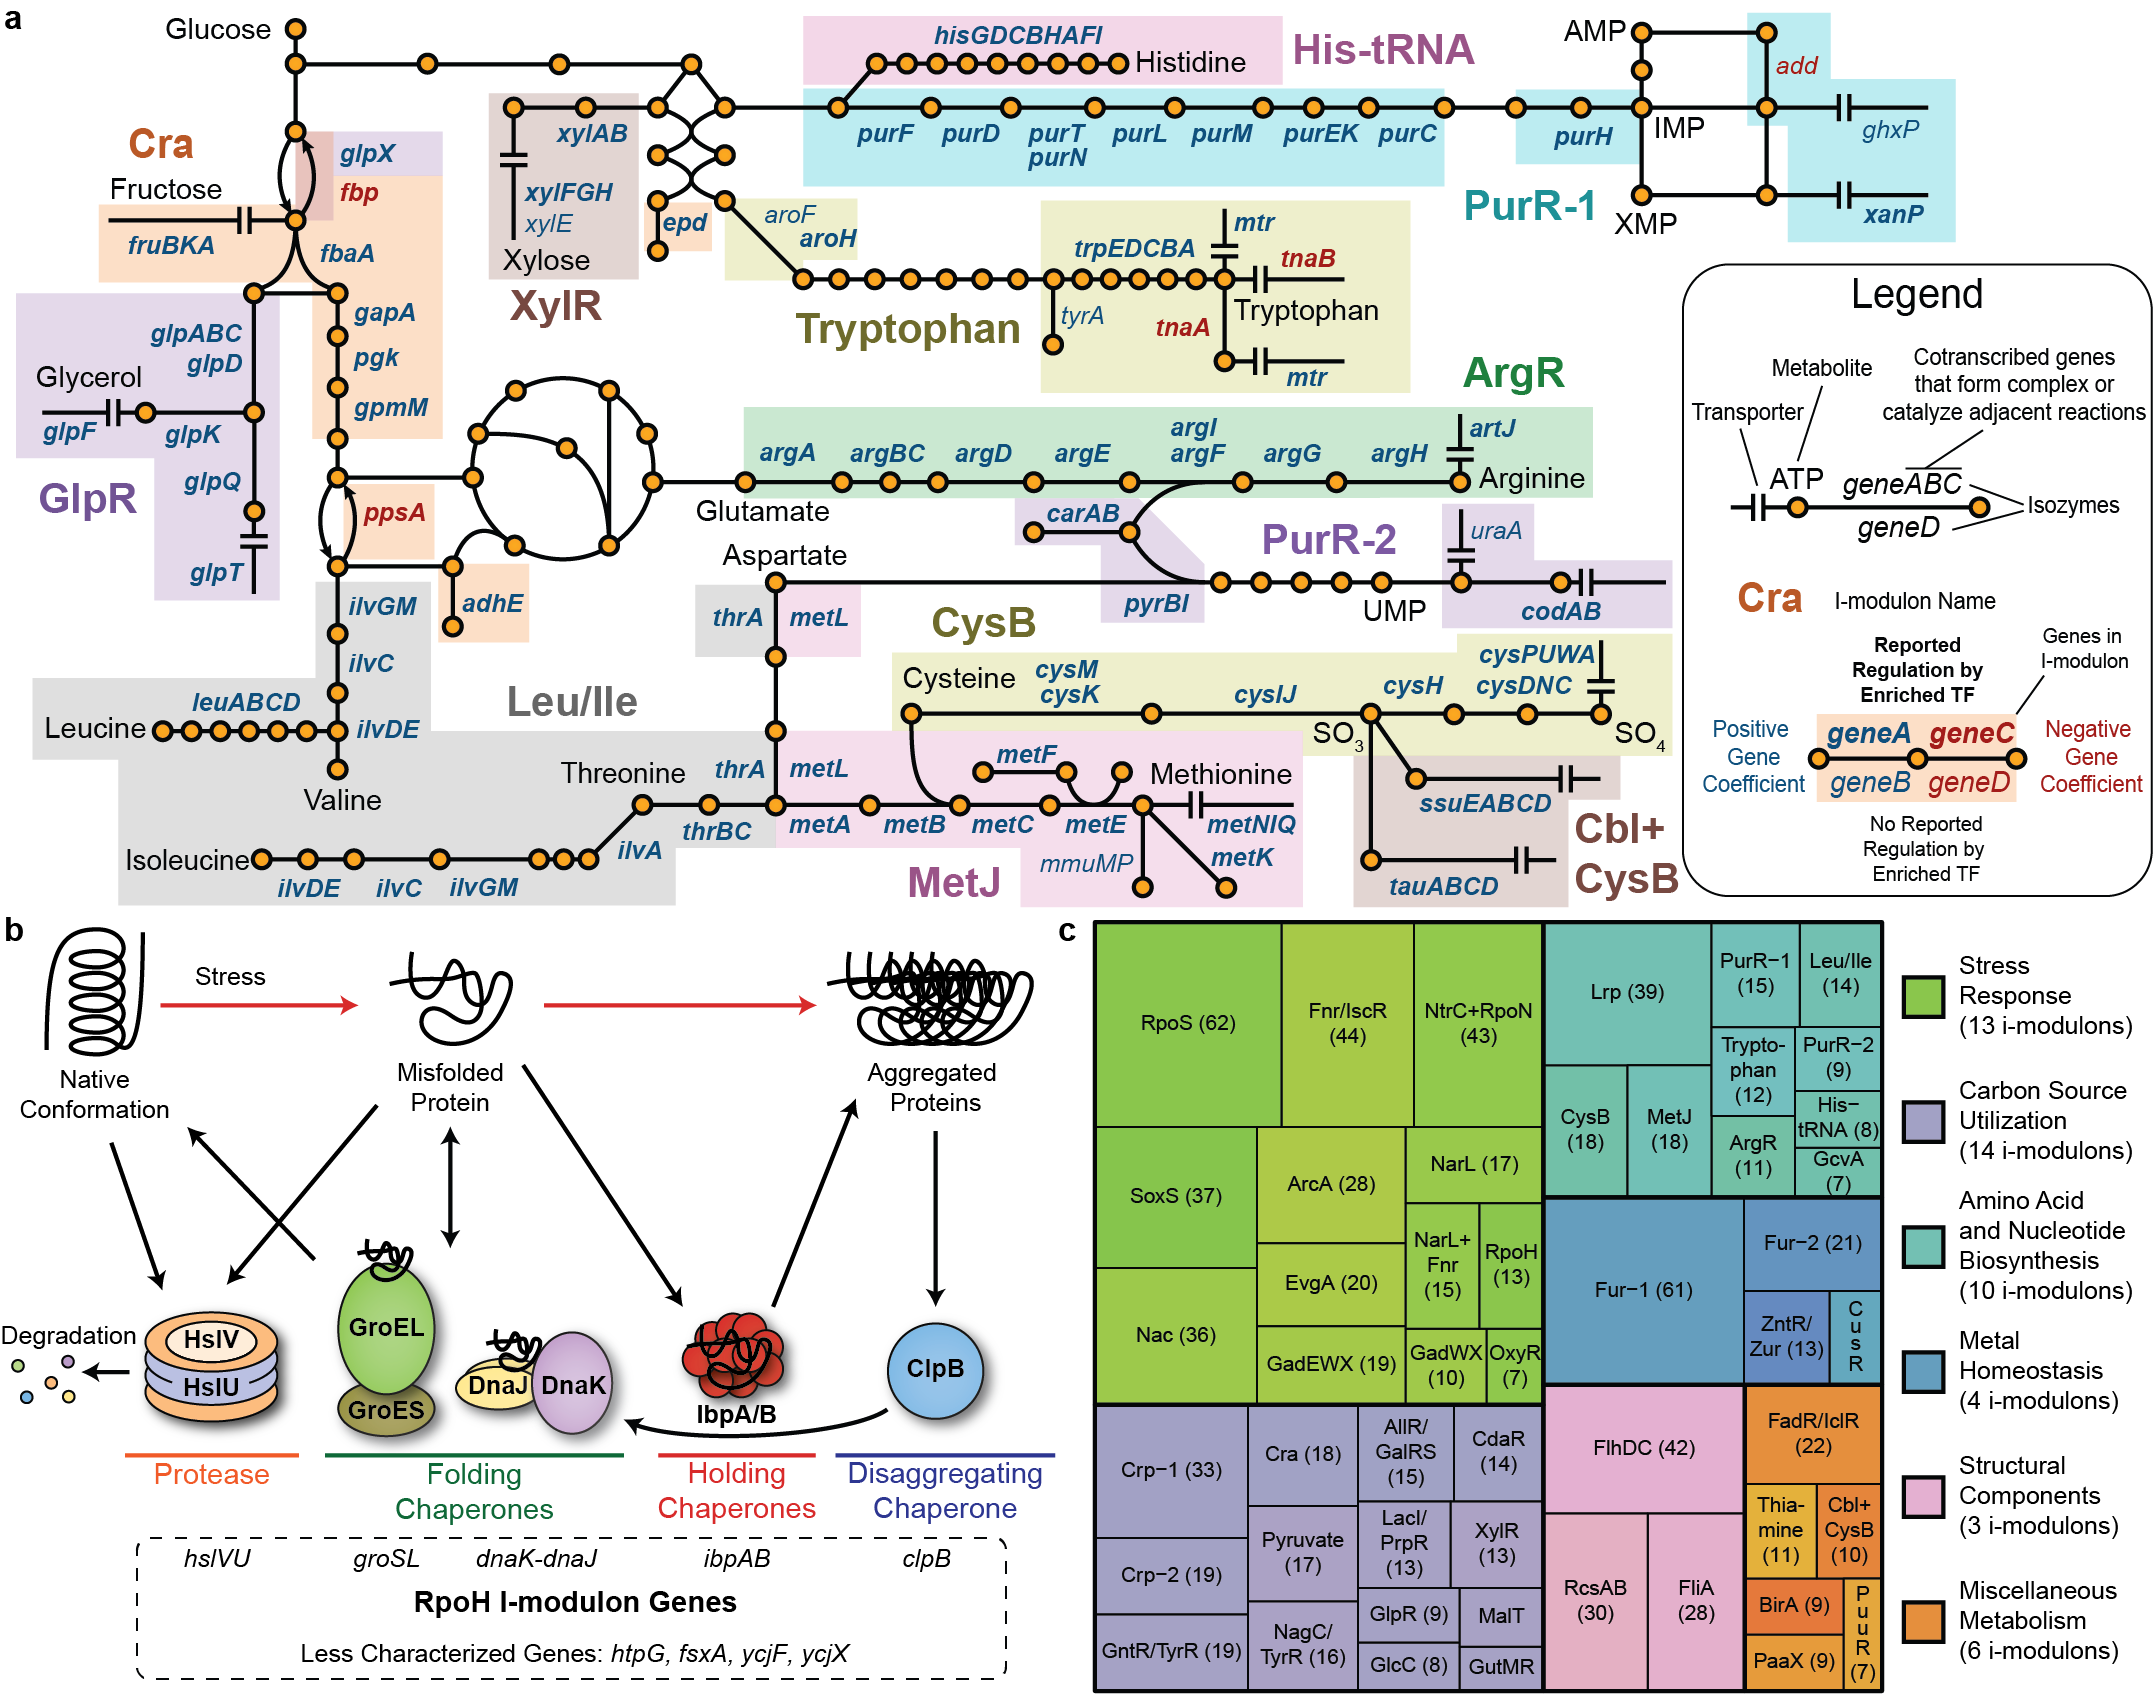 a
Glucose
hisGDCBHAFI
Histidine
His-tRNA
AMP
add
Cra
glpX
fbp
Fructose
fruBKA
fbaA
xylAB
xylFGH
xylE
Xylose
XylR
epd
purF
purD
purT
purN
purL
purM
purEK
purC
purH
IMP
ghxP
PurR-1
XMP
xanP
aroF
aroH
trpEDCBA
mtr
tnaB
Tryptophan
tyrA
tnaA
Tryptophan
mtr
glpABC
glpD
Glycerol
glpF
glpK
glpQ
GlpR
glpT
gapA
pgk
gpmM
ppsA
adhE
ArgR
argA
argBC
argD
argE
argI
argF
argG
argH
artJ
Arginine
Glutamate
carAB
PurR-2
uraA
Aspartate
pyrBI
UMP
codAB
thrA
metL
CysB
Cysteine
cysM
cysK
cysIJ
cysH
cysPUWA
cysDNC
SO3
SO4
ilvGM
ilvC
leuABCD
Leucine
ilvDE
Valine
Leu/Ile
Threonine
thrA
metL
metF
Methionine
thrBC
metA
metB
metC
metE
metNIQ
mmuMP
metK
MetJ
Isoleucine
ilvDE
ilvC
ilvGM
ilvA
ssuEABCD
tauABCD
Cbl+
CysB
Legend
Metabolite
Transporter
Cotranscribed genes
that form complex or
catalyze adjacent reactions
ATP
geneABC
geneD
Isozymes
Cra
I-modulon Name
Reported
Regulation by
Enriched TF
Genes in
I-modulon
Positive
Gene
Coefficient
geneA
geneC
geneB
geneD
Negative
Gene
Coefficient
No Reported
Regulation by
Enriched TF
b
Stress
Native
Conformation
Misfolded
Protein
Aggregated
Proteins
Degradation
HslV
HslU
GroEL
GroES
DnaJ
DnaK
IbpA/B
ClpB
Protease
Folding
Chaperones
Holding
Chaperones
Disaggregating
Chaperone
hslVU
groSL
dnaK-dnaJ
ibpAB
clpB
RpoH I-modulon Genes
Less Characterized Genes: htpG, fsxA, ycjF, ycjX
c
RpoS (62)
Fnr/IscR
(44)
NtrC+RpoN
(43)
SoxS (37)
ArcA (28)
NarL (17)
NarL+
Fnr
(15)
RpoH
(13)
EvgA (20)
Nac (36)
GadEWX (19)
GadWX
(10)
OxyR
(7)
Lrp (39)
PurR−1
(15)
Leu/Ile
(14)
CysB
(18)
MetJ
(18)
Trypto-
phan
(12)
PurR−2
(9)
ArgR
(11)
His−
tRNA (8)
GcvA
(7)
Fur−1 (61)
Fur−2 (21)
ZntR/
Zur (13)
C
u
s
R
Crp−1 (33)
Cra (18)
AllR/
GalRS
(15)
CdaR
(14)
Crp−2 (19)
Pyruvate
(17)
LacI/
PrpR
(13)
XylR
(13)
GntR/TyrR (19)
NagC/
TyrR (16)
GlpR (9)
MalT
GlcC (8)
GutMR
FlhDC (42)
RcsAB
(30)
FliA
(28)
FadR/IclR
(22)
Thia-
mine
(11)
Cbl+
CysB
(10)
BirA (9)
PaaX (9)
P
u
u
R
(7)
Stress
Response
(13 i-modulons)
Carbon Source
Utilization
(14 i-modulons)
Amino Acid
and Nucleotide
Biosynthesis
(10 i-modulons)
Metal
Homeostasis
(4 i-modulons)
Structural
Components
(3 i-modulons)
Miscellaneous
Metabolism
(6 i-modulons)